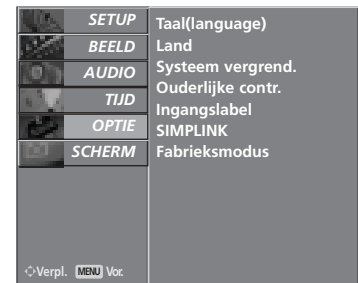 SETUP
BEELD
AUDIO
TIJD
OPTIE
SCHERM
Taal(language)
Land
Systeem vergrend.
Ouderlijke contr.
Ingangslabel
SIMPLINK
Fabrieksmodus
Verpl. MENU Vor.